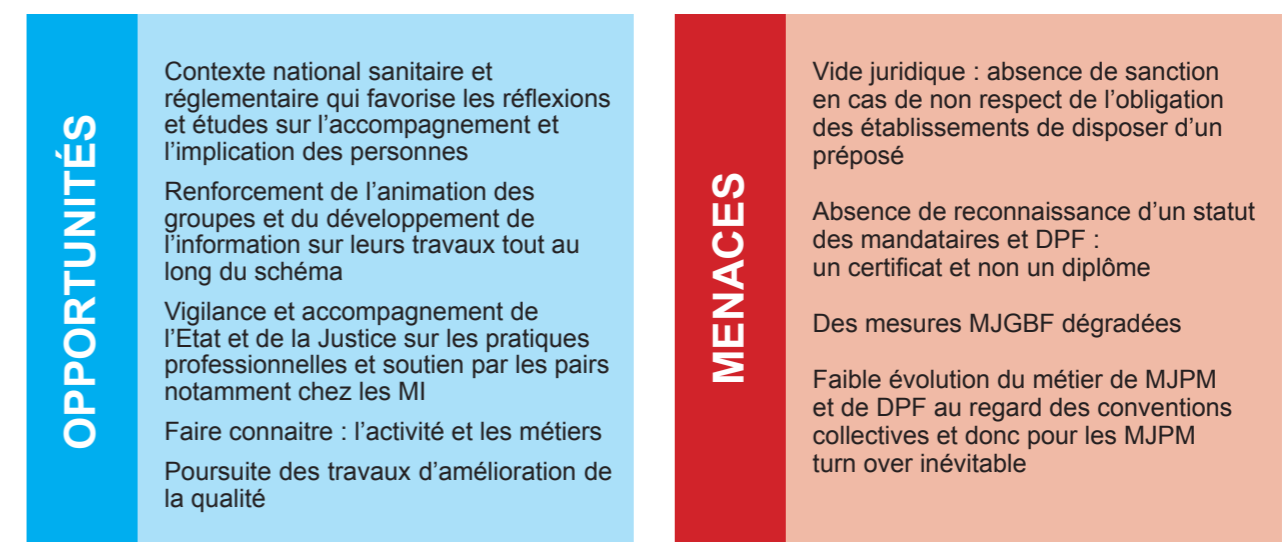 OPPORTUNITÉS
Contexte national sanitaire et
réglementaire qui favorise les réflexions
et études sur l’accompagnement et
l’implication des personnes
Renforcement de l’animation des
groupes et du développement de
l’information sur leurs travaux tout au
long du schéma
Vigilance et accompagnement de
l’Etat et de la Justice sur les pratiques
professionnelles et soutien par les pairs
notamment chez les MI
Faire connaitre : l’activité et les métiers
Poursuite des travaux d’amélioration de
la qualité
MENACES
Vide juridique : absence de sanction
en cas de non respect de l’obligation
des établissements de disposer d’un
préposé
Absence de reconnaissance d’un statut
des mandataires et DPF :
un certificat et non un diplôme
Des mesures MJGBF dégradées
Faible évolution du métier de MJPM
et de DPF au regard des conventions
collectives et donc pour les MJPM
turn over inévitable